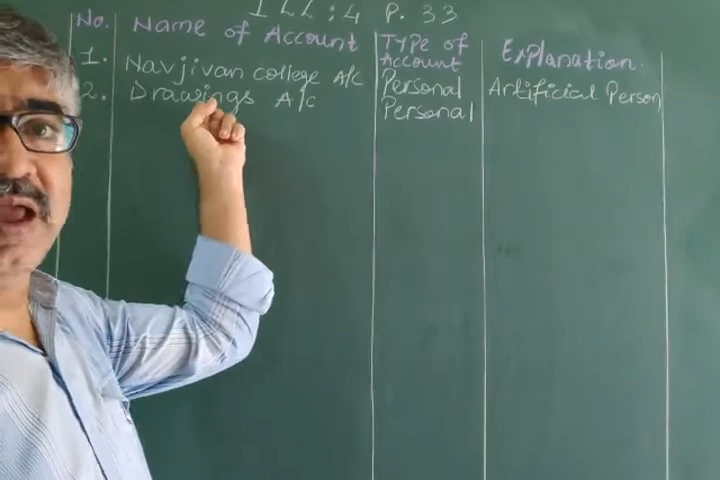 ILL : 4 P. 33
No. Name of Account Type of Account Explanation.
1. Navjivan college A/c Personal Artificial Person
2. Drawings A/c Personal